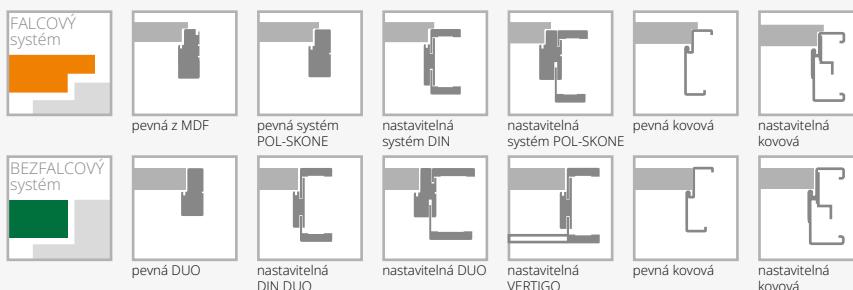 FALCOVÝ
systém
pevná z MDF
pevná systém
POL-SKONE
nastavitelná
systém DIN
nastavitelná
systém POL-SKONE
pevná kovová
nastavitelná
kovová
BEZFALCOVÝ
systém
pevná DUO
nastavitelná
DIN DUO
nastavitelná DUO
nastavitelná
VERTIGO
pevná kovová
nastavitelná
kovová